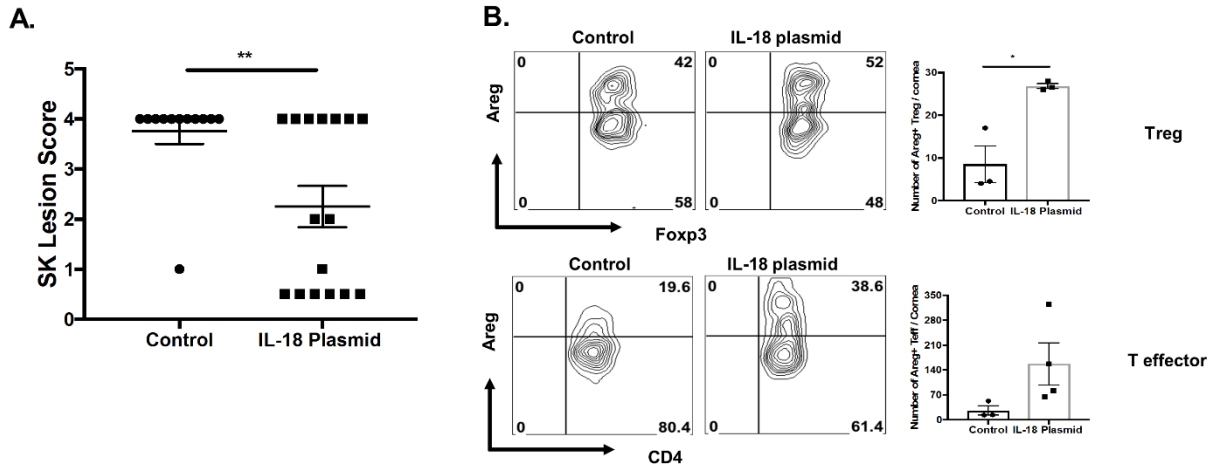 A.
**
5
4
3
2
1
0
SK Lesion Score
Control
IL-18 Plasmid
B.
Control
IL-18 plasmid
0
42
0
58
0
52
0
48
Areg
Foxp3
*
30
20
10
0
Number of Areg+ Treg / cornea
Control
IL-18 Plasmid
Treg
Control
IL-18 plasmid
0
19.6
0
80.4
0
38.6
0
61.4
Areg
CD4
350
280
210
140
70
0
Number of Areg+ Teff / Cornea
Control
IL-18 Plasmid
T effector